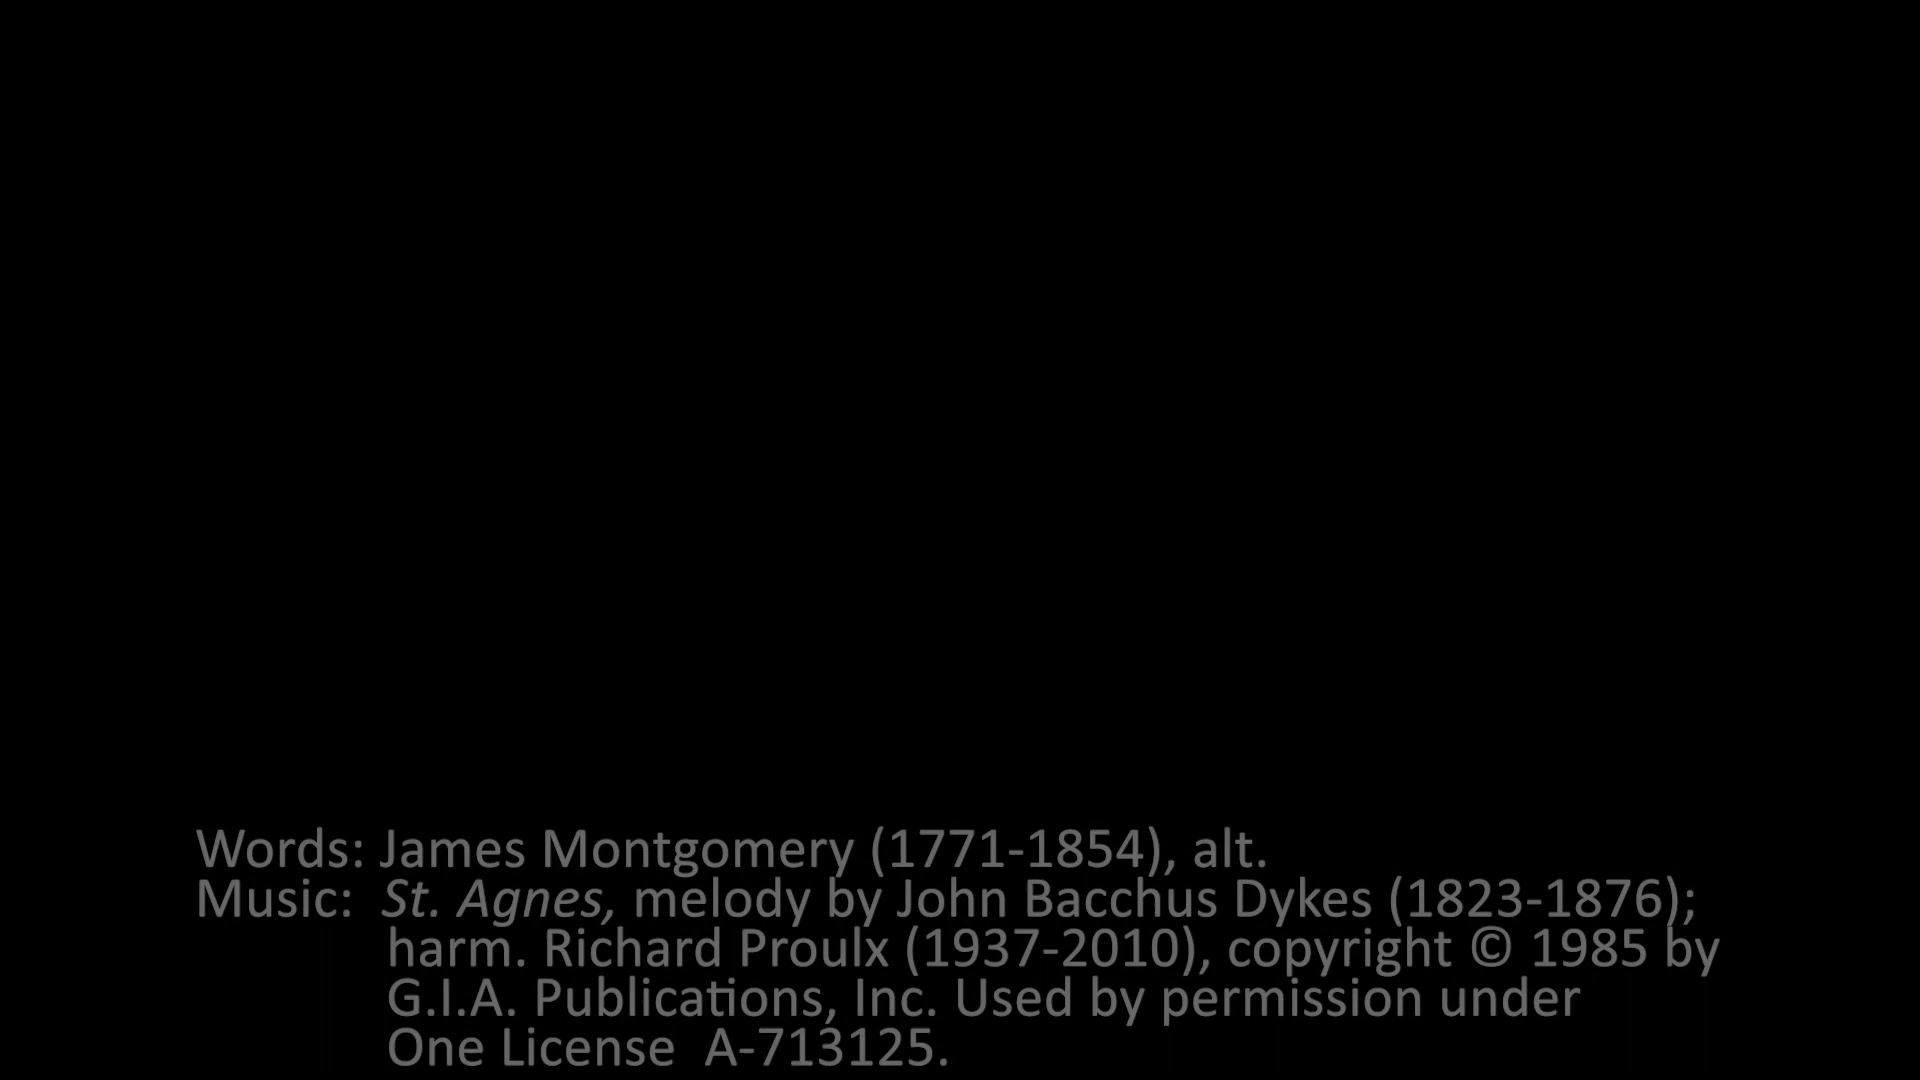 Words: James Montgomery (1771-1854), alt.
Music: St. Agnes, melody by John Bacchus Dykes (1823-1876);
harm. Richard Proulx (1937-2010), copyright © 1985 by
G.I.A. Publications, Inc. Used by permission under
One License A-713125.